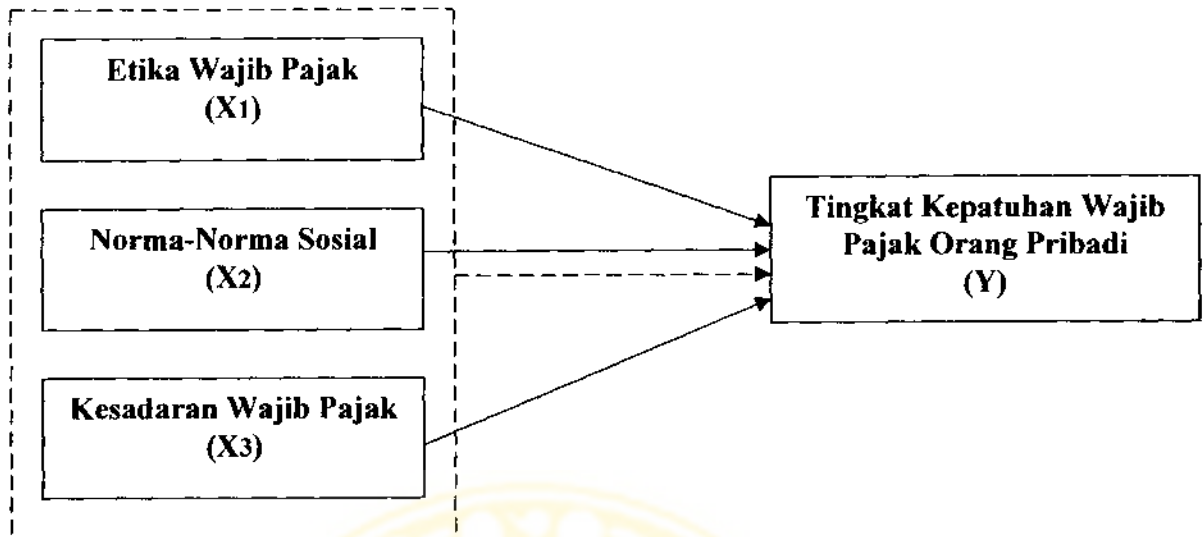 Etika Wajib Pajak
(X1)
Norma-Norma Sosial
(X2)
Kesadaran Wajib Pajak
(X3)
Tingkat Kepatuhan Wajib
Pajak Orang Pribadi
(Y)